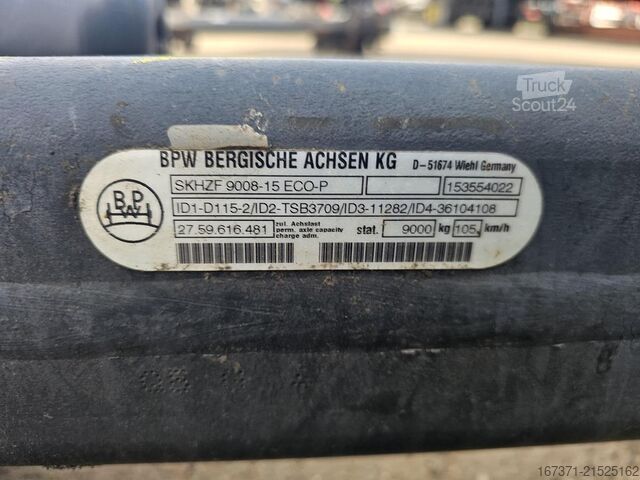 Truck
Scout24
BPW BERGISCHE ACHSEN KG D-51674 Wiehl Germany
BPW
SKHZF 9008-15 ECO-P 153554022
ID1-D115-2/ID2-TSB3709/ID3-11282/ID4-36104108
27.59.616.481 zul. Achslast perm. axle capacity charge adm. stat. 9000 kg 105 km/h
167371-21525162